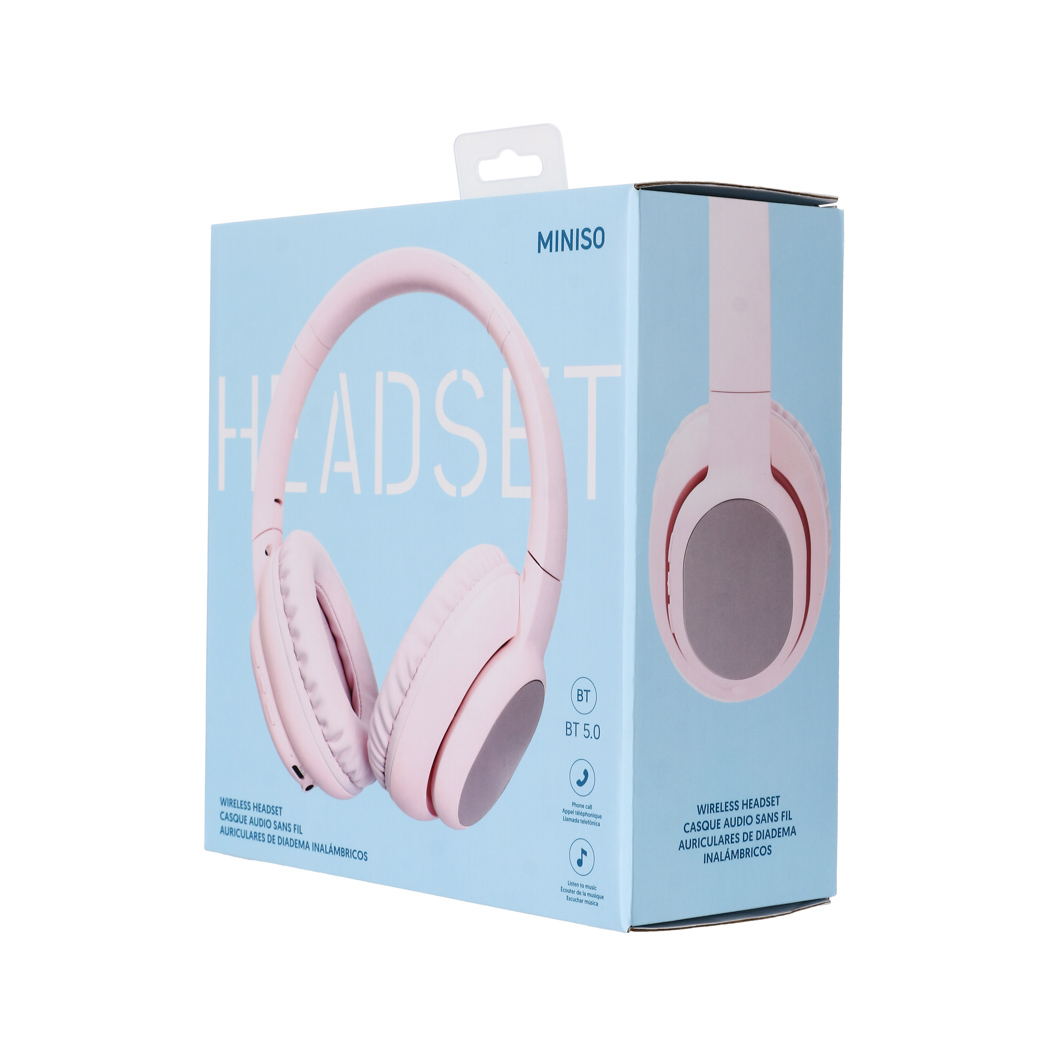 MINISO
HEADSET
BT
BT 5.0
Phone call
Appel téléphonique
Llamada telefónica
Listen to music
Écouter de la musique
Escuchar música
WIRELESS HEADSET
CASQUE AUDIO SANS FIL
AURICULARES DE DIADEMA INALÁMBRICOS
WIRELESS HEADSET
CASQUE AUDIO SANS FIL
AURICULARES DE DIADEMA
INALÁMBRICOS